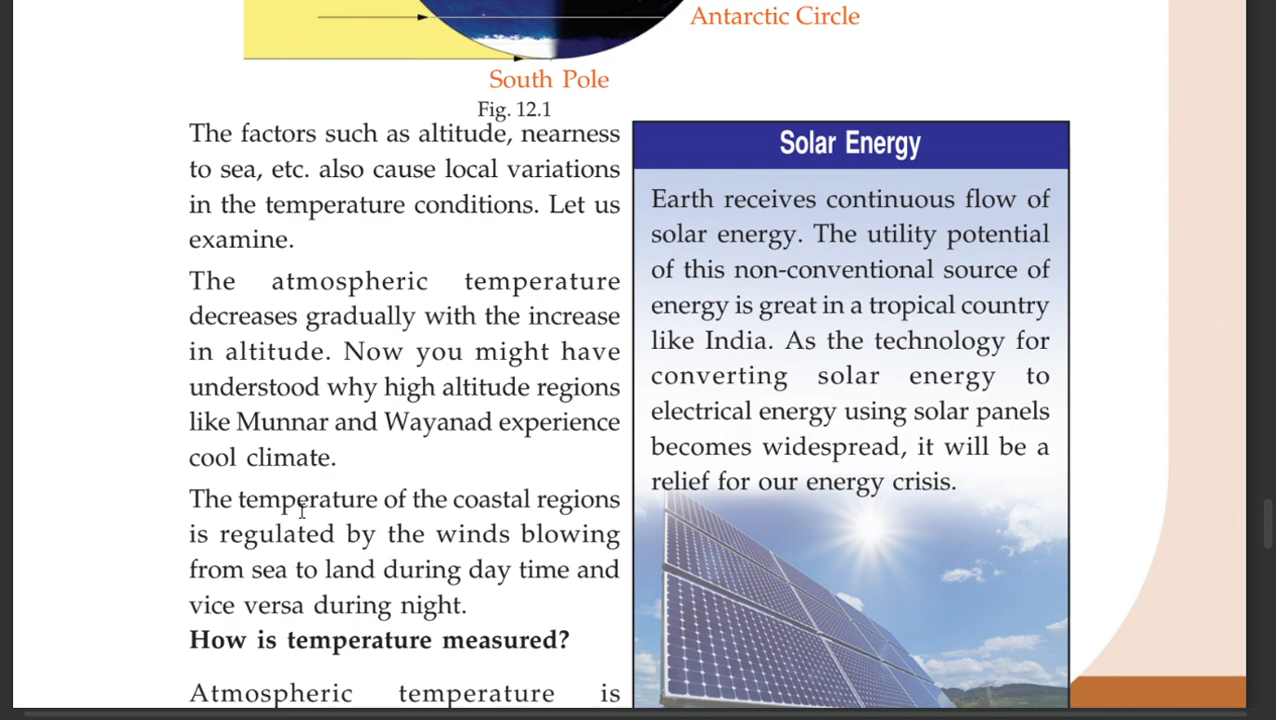 Antarctic Circle
South Pole
Fig. 12.1
The factors such as altitude, nearness
to sea, etc. also cause local variations
in the temperature conditions. Let us
examine.
The atmospheric temperature
decreases gradually with the increase
in altitude. Now you might have
understood why high altitude regions
like Munnar and Wayanad experience
cool climate.
The temperature of the coastal regions
is regulated by the winds blowing
from sea to land during day time and
vice versa during night.
How is temperature measured?
Atmospheric temperature is
Solar Energy
Earth receives continuous flow of
solar energy. The utility potential
of this non-conventional source of
energy is great in a tropical country
like India. As the technology for
converting solar energy to
electrical energy using solar panels
becomes widespread, it will be a
relief for our energy crisis.